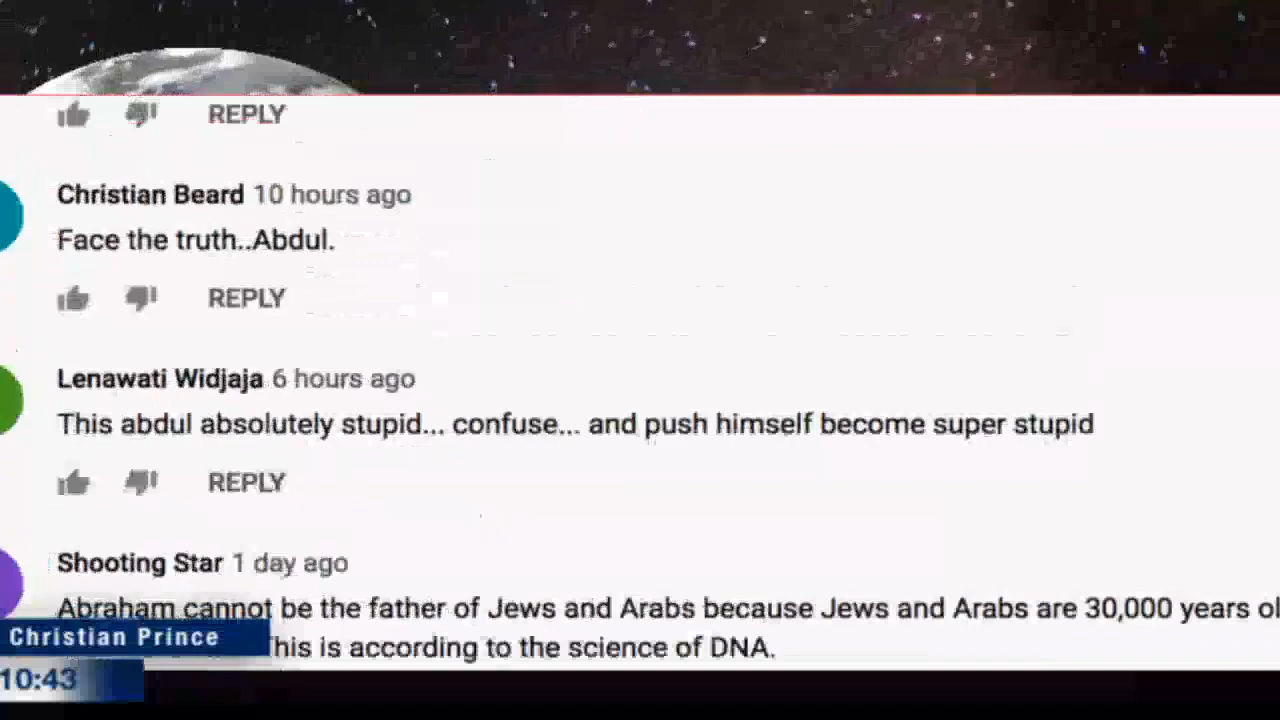 REPLY
Christian Beard 10 hours ago
Face the truth..Abdul.
REPLY
Lenawati Widjaja 6 hours ago
This abdul absolutely stupid... confuse... and push himself become super stupid
REPLY
Shooting Star 1 day ago
Abraham cannot be the father of Jews and Arabs because Jews and Arabs are 30,000 years
Christian Prince
his is according to the science of DNA.
10:43